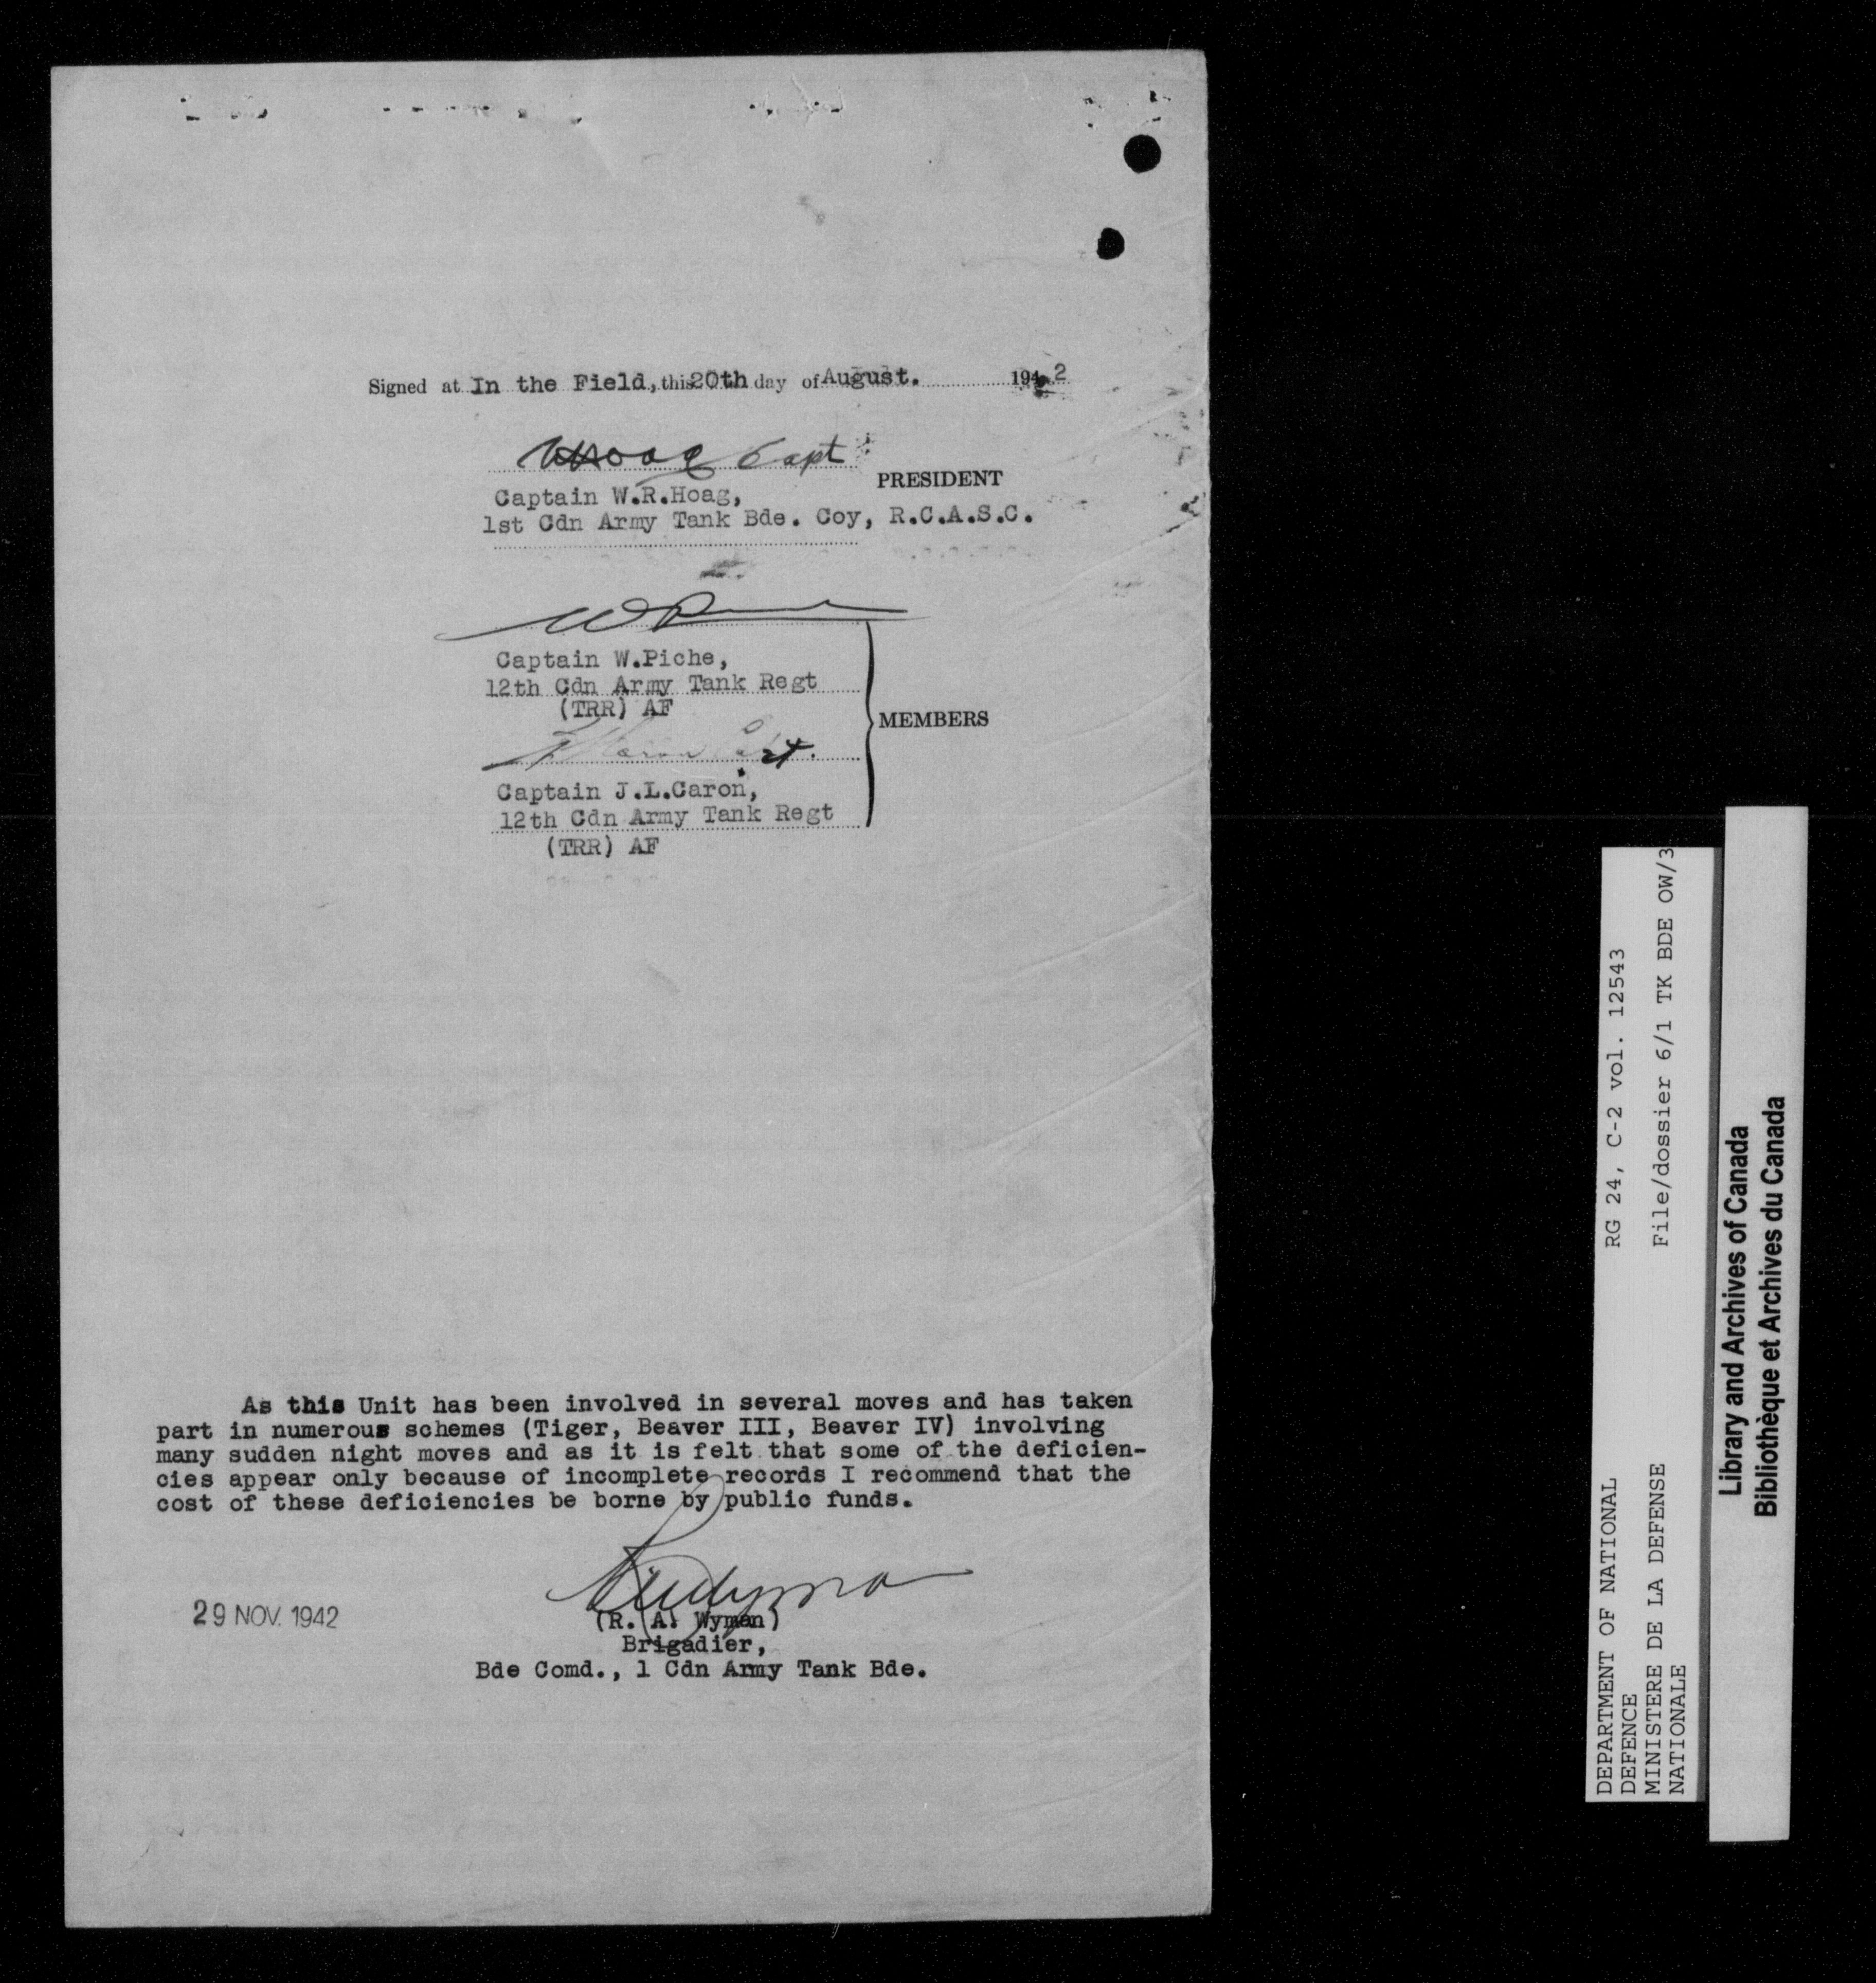 Signed at In the Field, this 20th day of August. 1942
WRHoag Capt
PRESIDENT
Captain W.R.Hoag,
1st Cdn Army Tank Bde. Coy, R.C.A.S.C.
Captain W.Piche,
12th Cdn Army Tank Regt
(TRR) AF
MEMBERS
Caron Capt.
Captain J.L.Caron,
12th Cdn Army Tank Regt
(TRR) AF
As this Unit has been involved in several moves and has taken
part in numerous schemes (Tiger, Beaver III, Beaver IV) involving
many sudden night moves and as it is felt that some of the deficien-
cies appear only because of incomplete records I recommend that the
cost of these deficiencies be borne by public funds.
29 NOV. 1942
(R. A. Wyman)
Brigadier,
Bde Comd., 1 Cdn Army Tank Bde.
DEPARTMENT OF NATIONAL
DEFENCE
MINISTERE DE LA DEFENSE
NATIONALE
RG 24, C-2 vol. 12543
File/dossier 6/1 TK BDE OW/3
Library and Archives of Canada
Bibliothèque et Archives du Canada